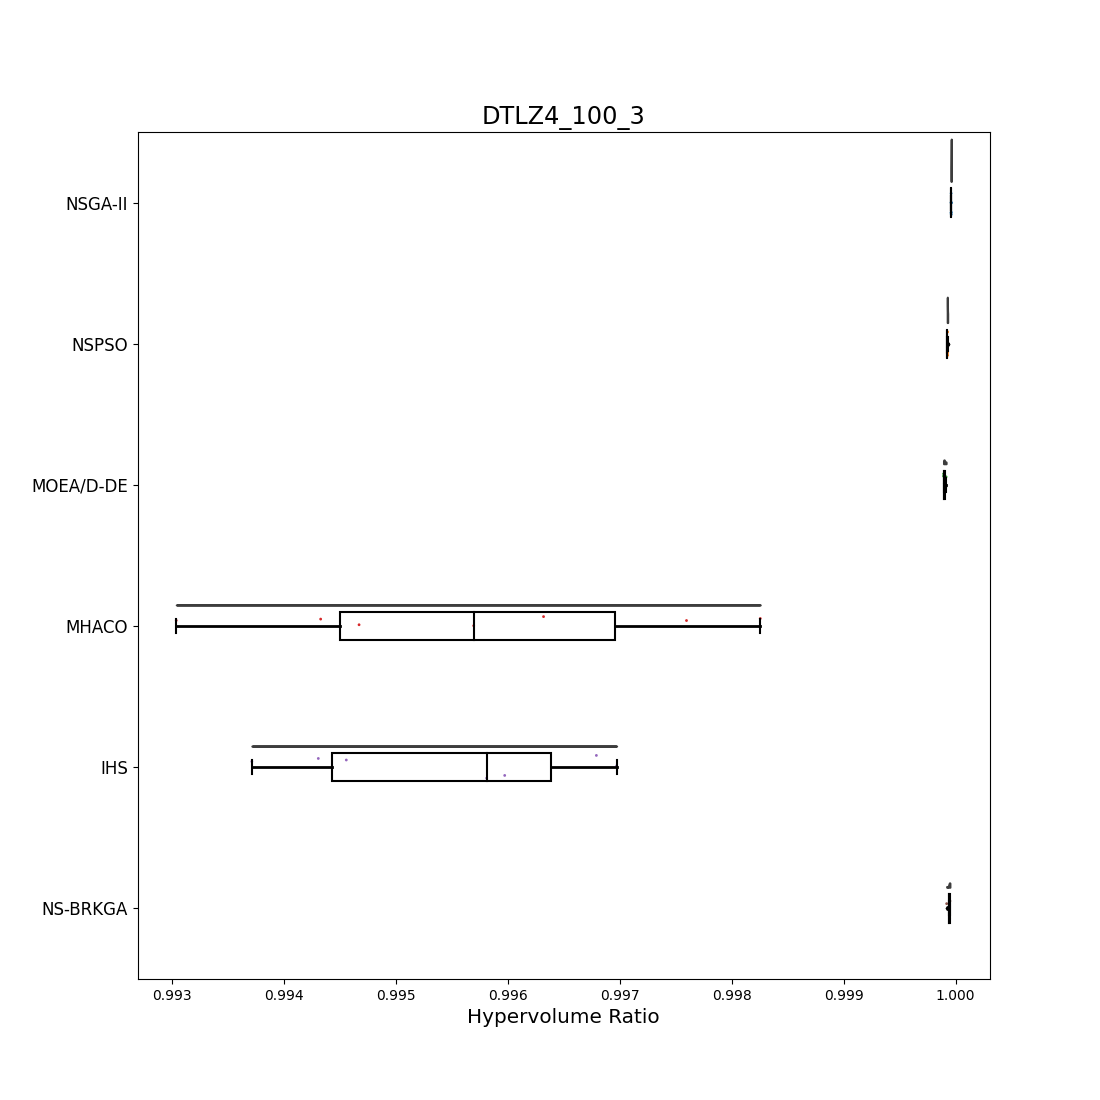 DTLZ4_100_3
NSGA-II
NSPSO
MOEA/D-DE
MHACO
IHS
NS-BRKGA
0.993 0.994 0.995 0.996 0.997 0.998 0.999 1.000
Hypervolume Ratio